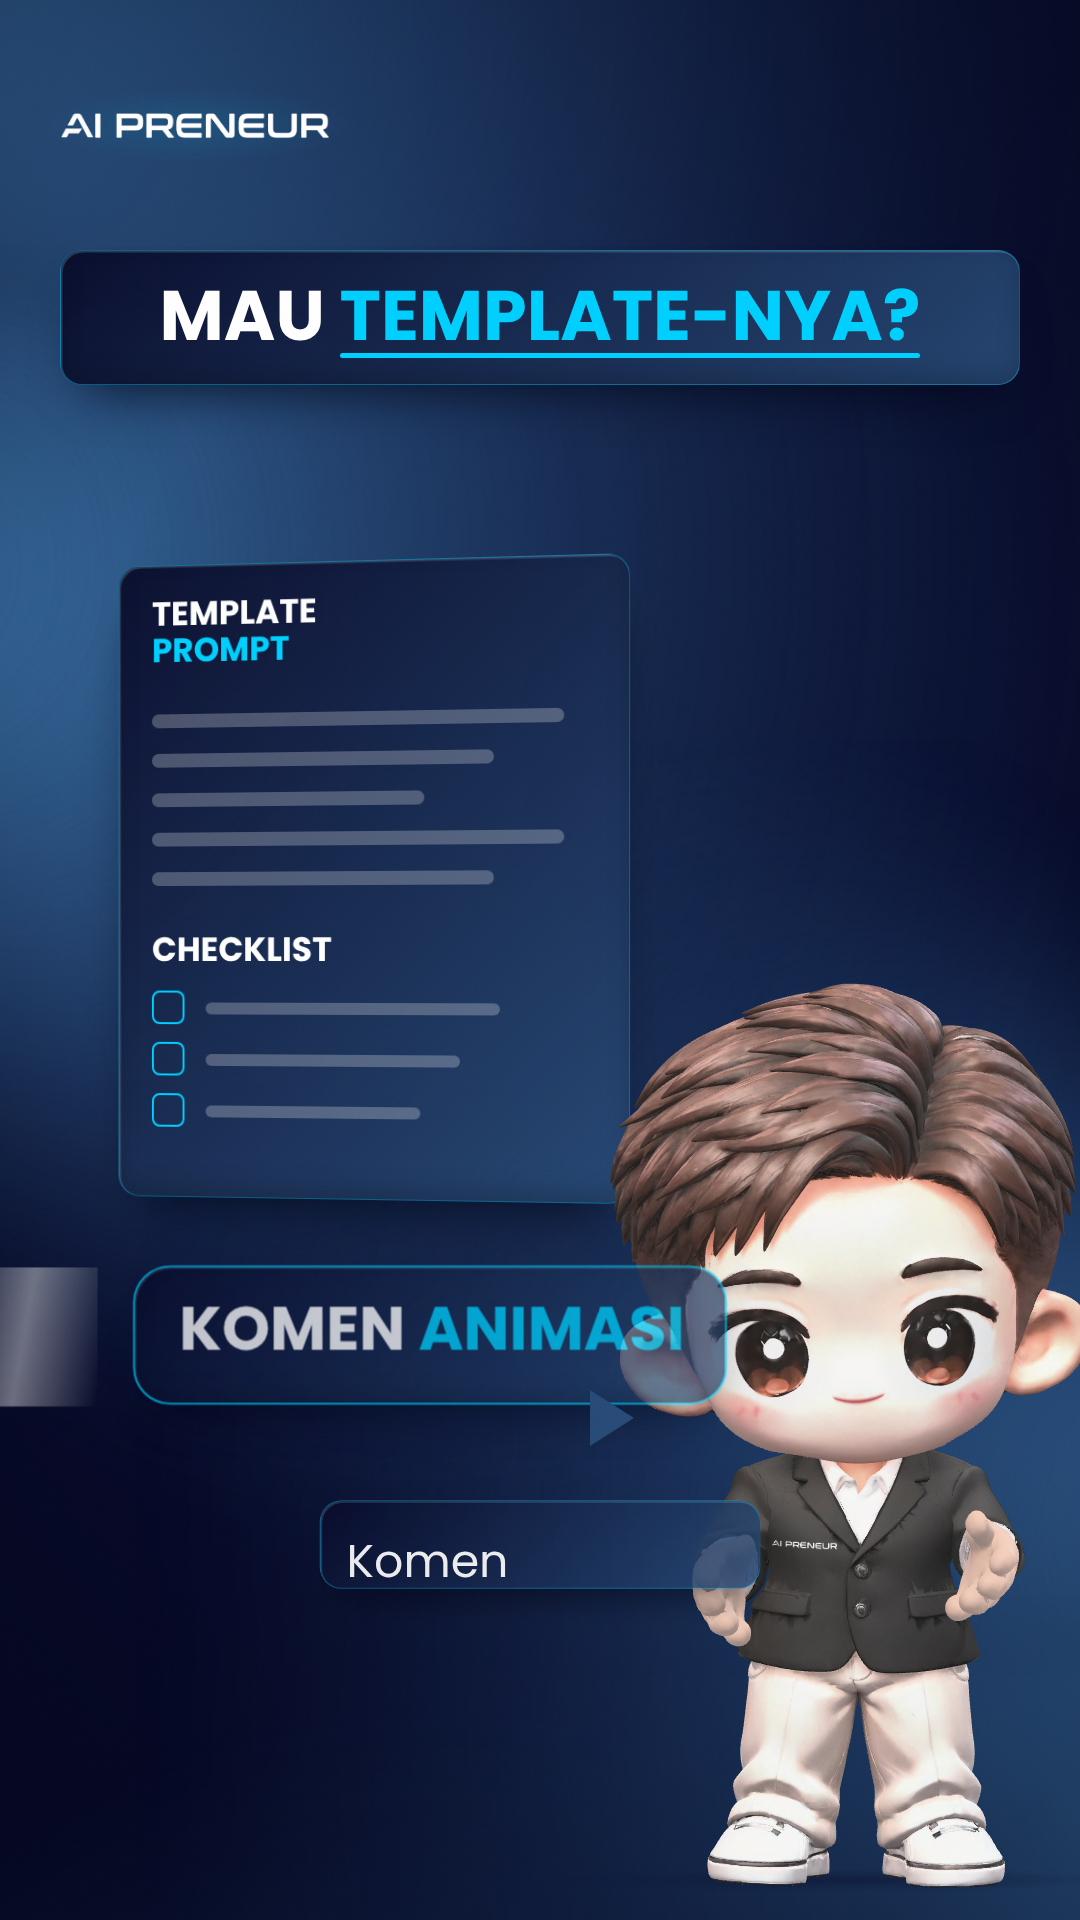 AI PRENEUR
MAU TEMPLATE-NYA?
TEMPLATE
PROMPT
CHECKLIST
KOMEN ANIMASI
AI PRENEUR
Komen